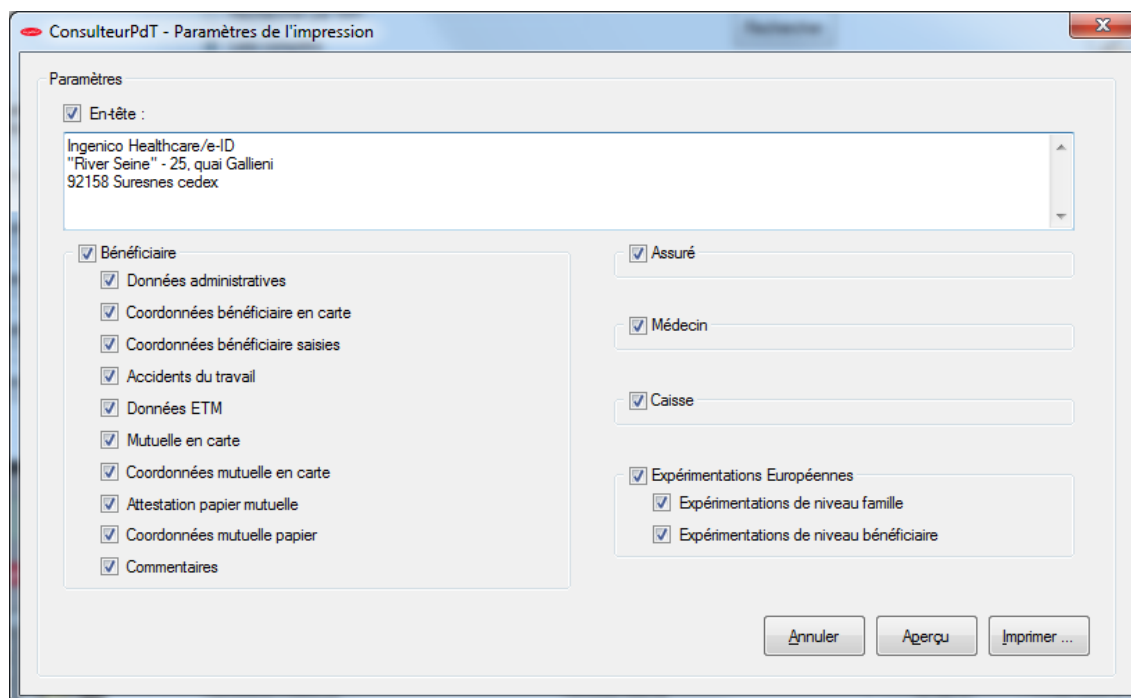 ConsulteurPdT - Paramètres de l'impression
Rechercher
Paramètres
En-tête :
Ingenico Healthcare/e-ID
"River Seine" - 25, quai Gallieni
92158 Suresnes cedex
Bénéficiaire
Données administratives
Coordonnées bénéficiaire en carte
Coordonnées bénéficiaire saisies
Accidents du travail
Données ETM
Mutuelle en carte
Coordonnées mutuelle en carte
Attestation papier mutuelle
Coordonnées mutuelle papier
Commentaires
Assuré
Médecin
Caisse
Expérimentations Européennes
Expérimentations de niveau famille
Expérimentations de niveau bénéficiaire
Annuler
Aperçu
Imprimer ...